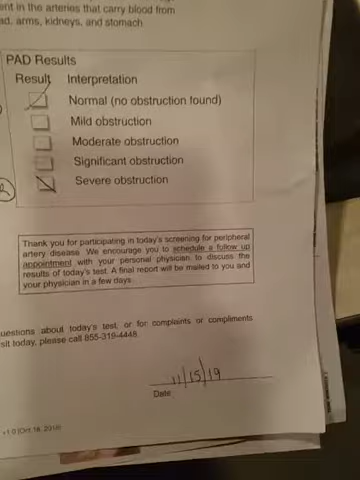 ent in the arteries that carry blood from
ad, arms, kidneys, and stomach
PAD Results
Result Interpretation
Normal (no obstruction found)
Mild obstruction
Moderate obstruction
Significant obstruction
Severe obstruction
Thank you for participating in today's screening for peripheral
artery disease. We encourage you to schedule a follow up
appointment with your personal physician to discuss the
results of today's test. A final report will be mailed to you and
your physician in a few days.
uestions about today's test, or for complaints or compliments
sit today, please call 855-319-4448.
11/15/19
Date